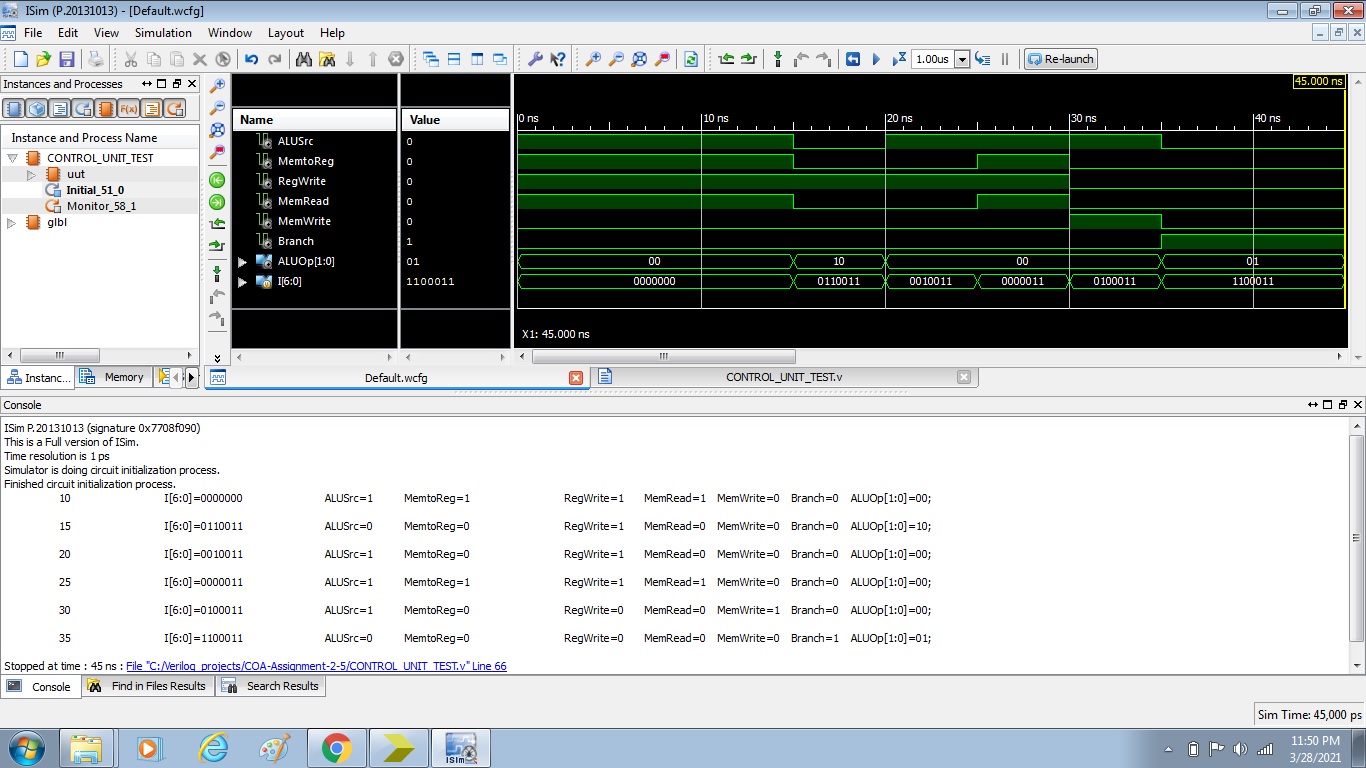 ISim (P.20131013) - [Default.wcfg]
File Edit View Simulation Window Layout Help
1.00us Re-launch
Instances and Processes
Instance and Process Name
CONTROL_UNIT_TEST
uut
Initial_51_0
Monitor_58_1
glbl
Instanc... Memory
Name Value
ALUSrc 0
MemtoReg 0
RegWrite 0
MemRead 0
MemWrite 0
Branch 1
ALUOp[1:0] 01
I[6:0] 1100011
45.000 ns
0 ns 10 ns 20 ns 30 ns 40 ns
00 10 00 01
0000000 0110011 0010011 0000011 0100011 1100011
X1: 45.000 ns
Default.wcfg CONTROL_UNIT_TEST.v
Console
ISim P.20131013 (signature 0x7708f090)
This is a Full version of ISim.
Time resolution is 1 ps
Simulator is doing circuit initialization process.
Finished circuit initialization process.
10 I[6:0]=0000000 ALUSrc=1 MemtoReg=1 RegWrite=1 MemRead=1 MemWrite=0 Branch=0 ALUOp[1:0]=00;
15 I[6:0]=0110011 ALUSrc=0 MemtoReg=0 RegWrite=1 MemRead=0 MemWrite=0 Branch=0 ALUOp[1:0]=10;
20 I[6:0]=0010011 ALUSrc=1 MemtoReg=0 RegWrite=1 MemRead=0 MemWrite=0 Branch=0 ALUOp[1:0]=00;
25 I[6:0]=0000011 ALUSrc=1 MemtoReg=1 RegWrite=1 MemRead=1 MemWrite=0 Branch=0 ALUOp[1:0]=00;
30 I[6:0]=0100011 ALUSrc=1 MemtoReg=0 RegWrite=0 MemRead=0 MemWrite=1 Branch=0 ALUOp[1:0]=00;
35 I[6:0]=1100011 ALUSrc=0 MemtoReg=0 RegWrite=0 MemRead=0 MemWrite=0 Branch=1 ALUOp[1:0]=01;
Stopped at time : 45 ns : File "C:/Verilog_projects/COA-Assignment-2-5/CONTROL_UNIT_TEST.v" Line 66
Console Find in Files Results Search Results
Sim Time: 45,000 ps
ISim
11:50 PM
3/28/2021